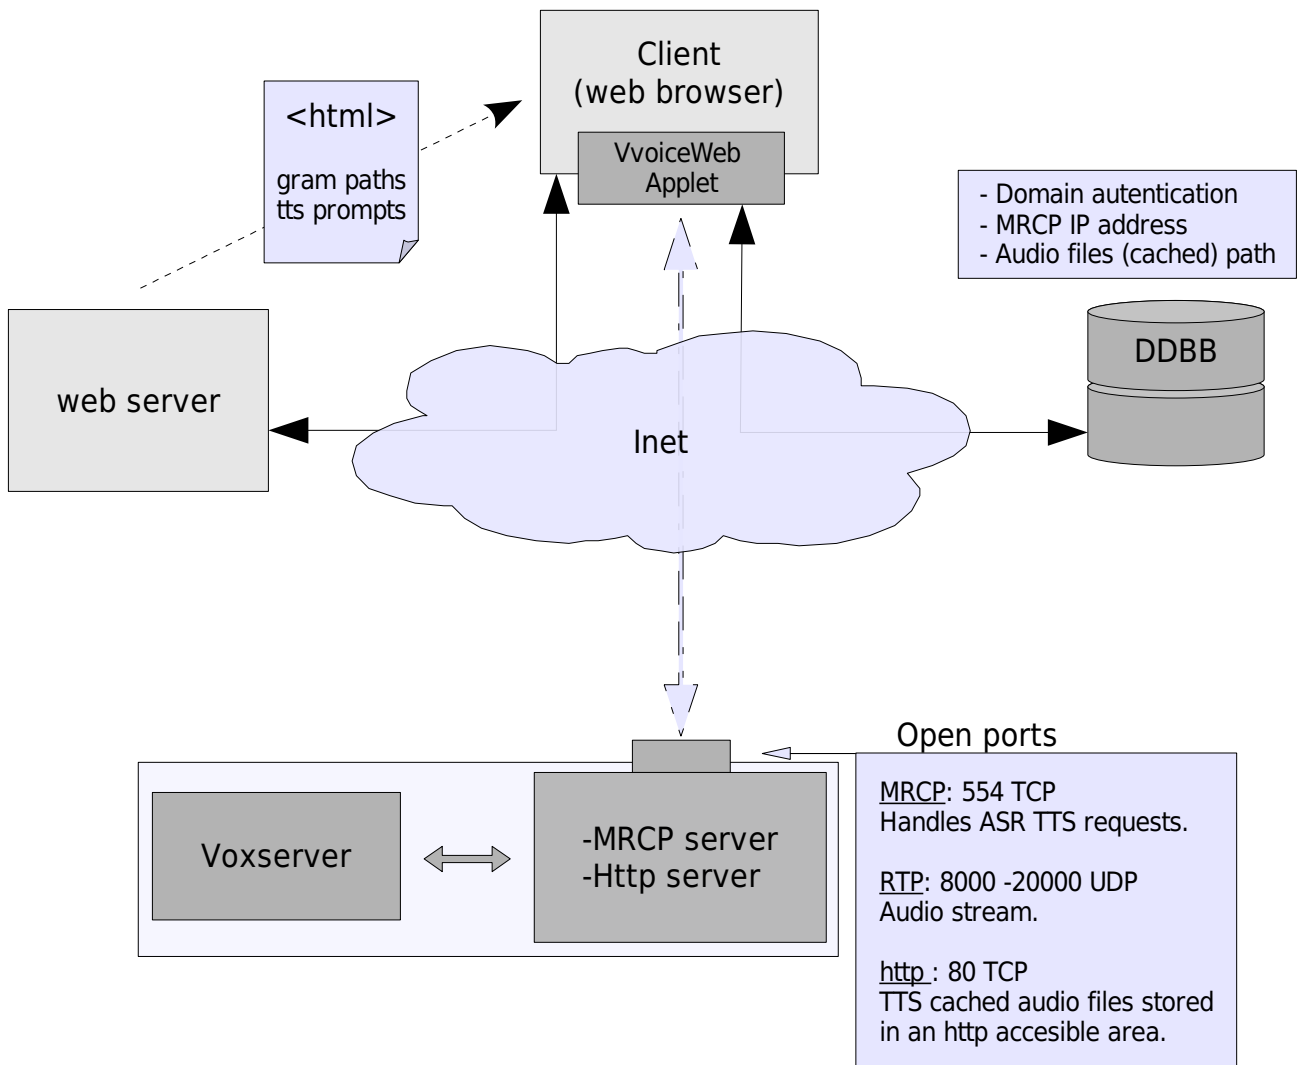 Client
(web browser)
VvoiceWeb
Applet
<html>
gram paths
tts prompts
- Domain autentication
- MRCP IP address
- Audio files (cached) path
DDBB
web server
Inet
Open ports
MRCP: 554 TCP
Handles ASR TTS requests.
RTP: 8000 -20000 UDP
Audio stream.
http : 80 TCP
TTS cached audio files stored
in an http accesible area.
Voxserver
-MRCP server
-Http server